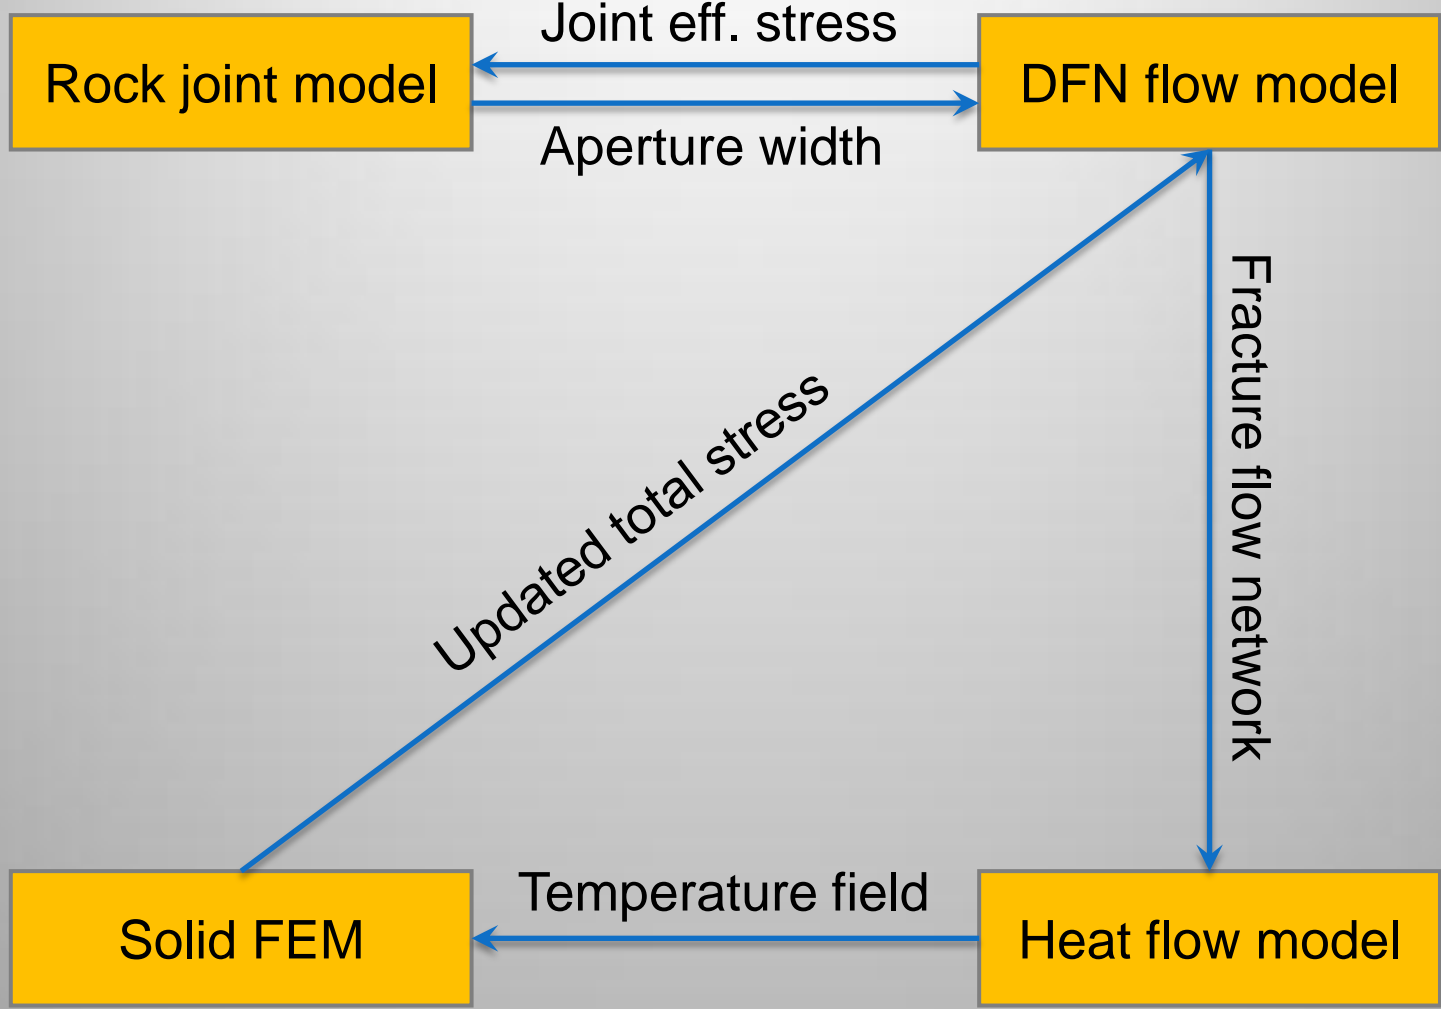 Joint eff. stress
Rock joint model
DFN flow model
Aperture width
Fracture flow network
Updated total stress
Temperature field
Solid FEM
Heat flow model